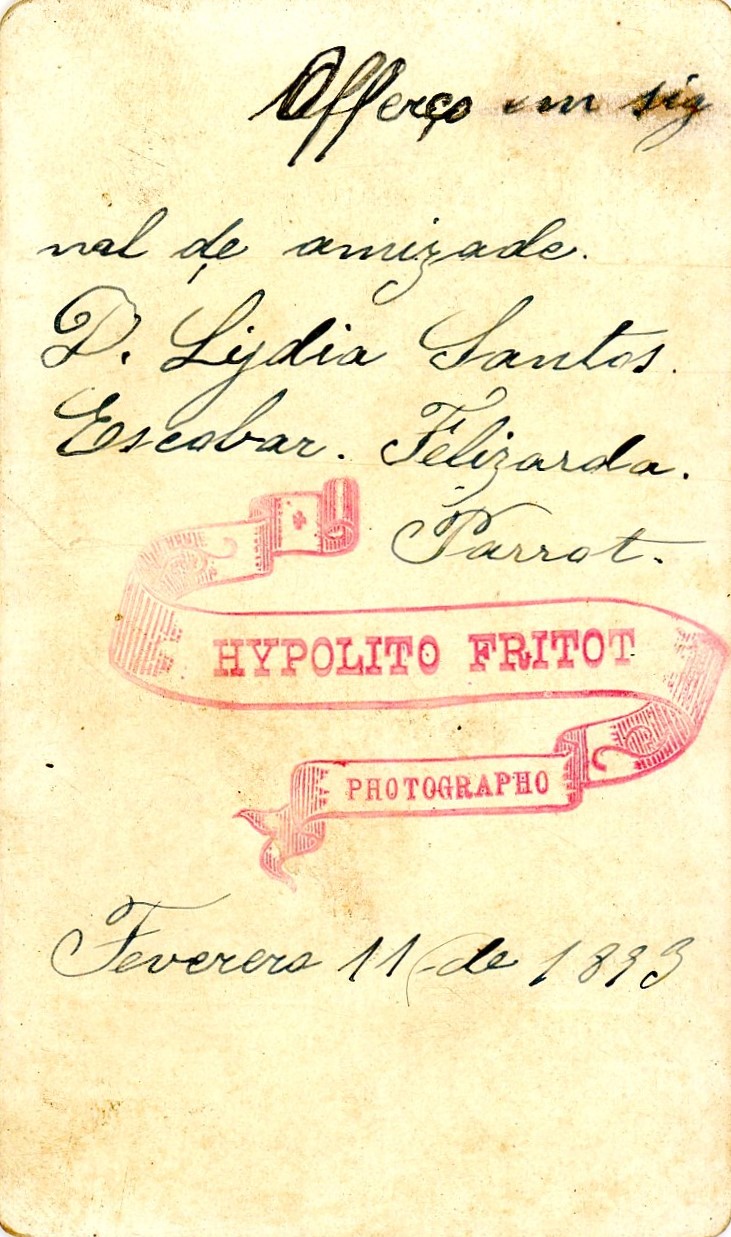 Offerço em sig
nal de amizade.
D. Lydia Santos.
Escobar. Felizarda.
Parrot.
HYPOLITO FRITOT
PHOTOGRAPHO
Feverero 11 de 1893